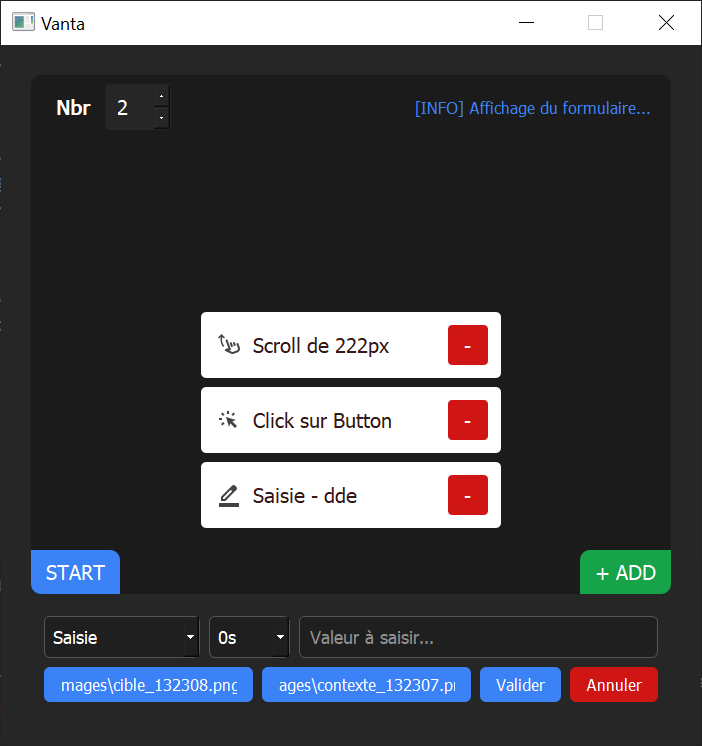 Vanta
Nbr 2 [INFO] Affichage du formulaire...
Scroll de 222px -
Click sur Button -
Saisie - dde -
START + ADD
Saisie 0s Valeur à saisir...
mages\cible_132308.png ages\contexte_132307.p Valider Annuler